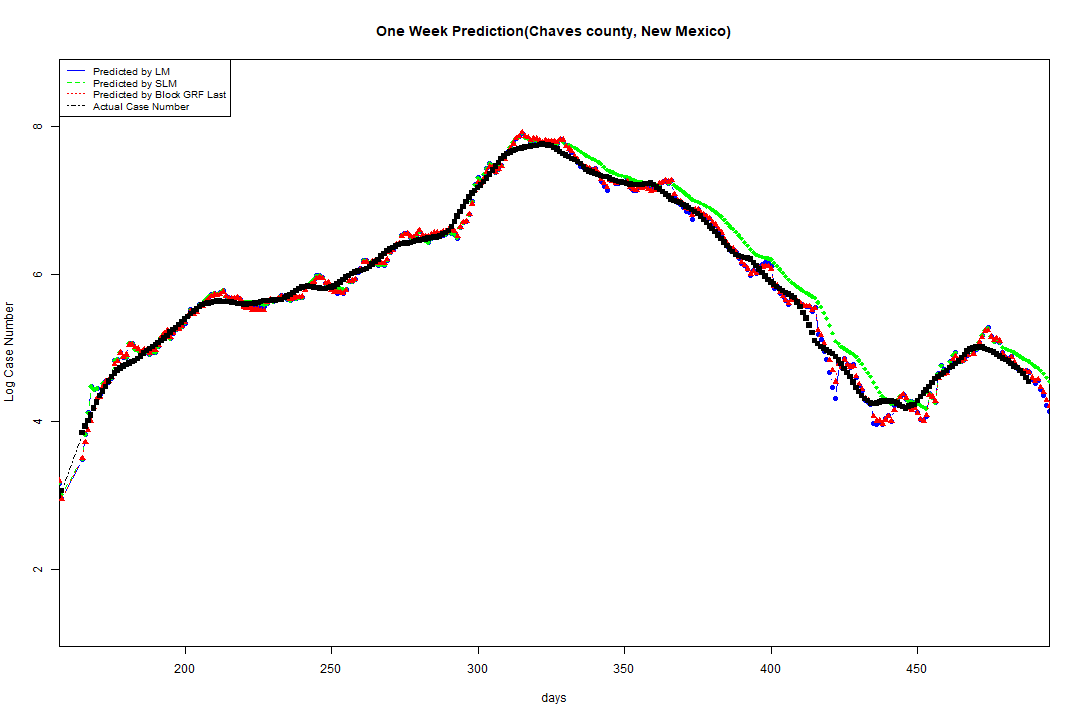 One Week Prediction(Chaves county, New Mexico)
Predicted by LM
Predicted by SLM
Predicted by Block GRF Last
Actual Case Number
8
6
4
2
Log Case Number
200 250 300 350 400 450
days